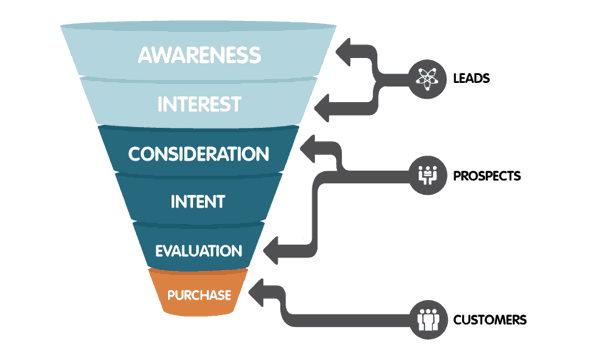 AWARENESS
LEADS
INTEREST
CONSIDERATION
PROSPECTS
INTENT
EVALUATION
PURCHASE
CUSTOMERS